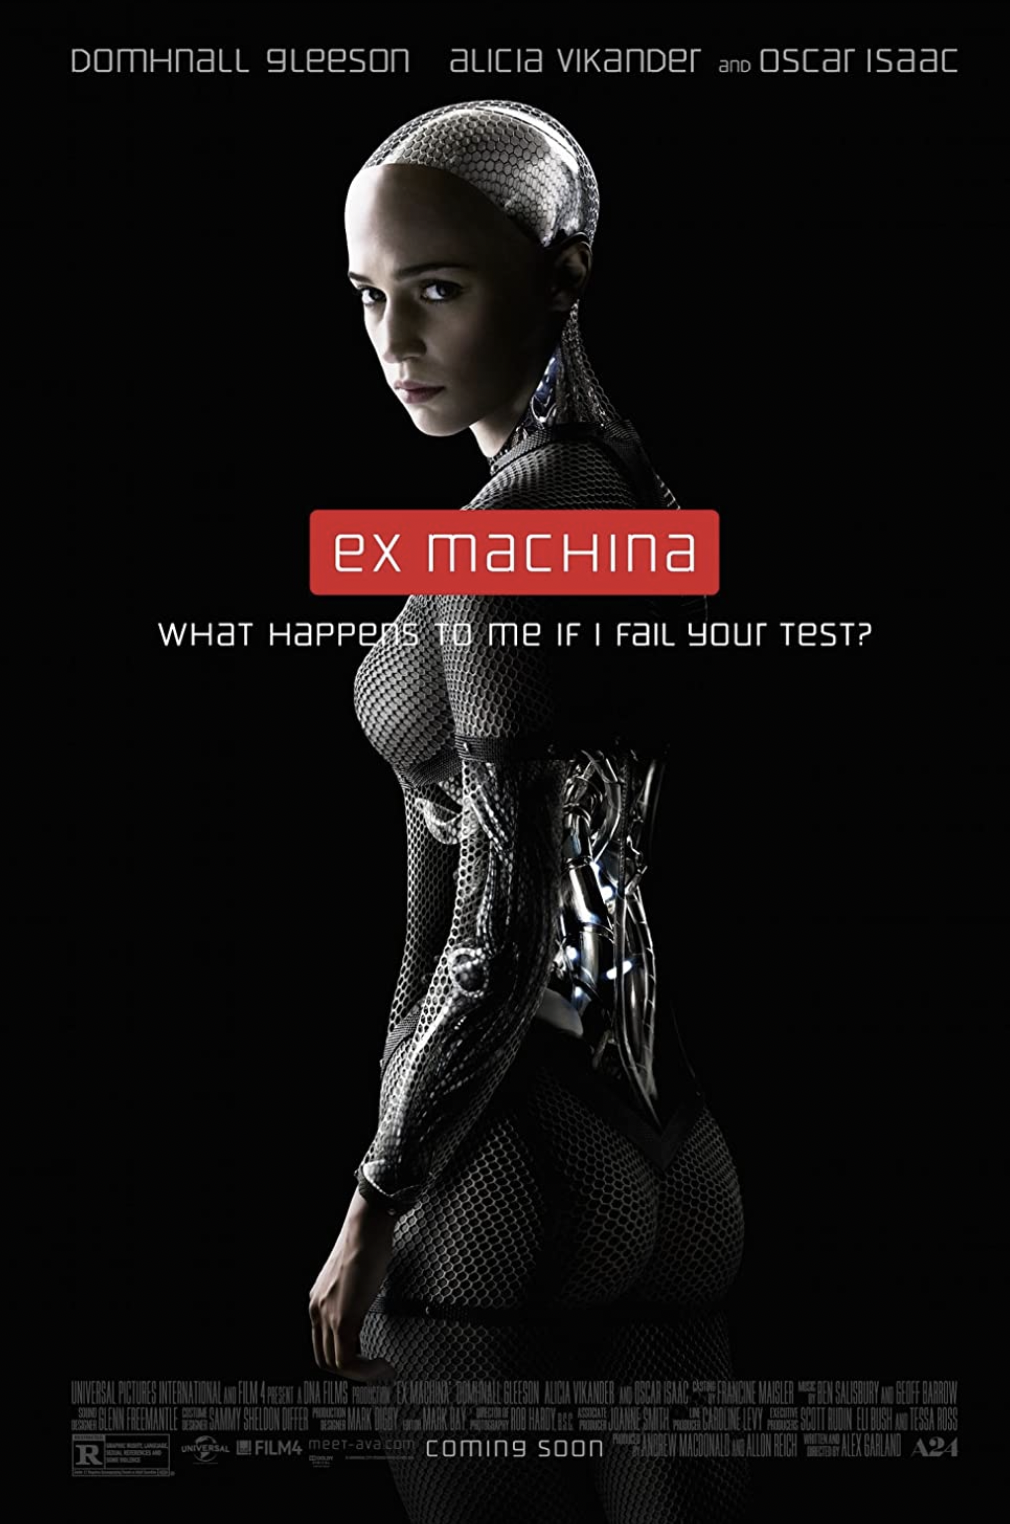 DOMHNALL GLEESON ALICIA VIKANDER AND OSCAR ISAAC
EX MACHINA
WHAT HAPPENS TO ME IF I FAIL YOUR TEST?
UNIVERSAL PICTURES INTERNATIONAL AND FILM 4 PRESENT A DNA FILMS PRODUCTION "EX MACHINA" DOMHNALL GLEESON ALICIA VIKANDER AND OSCAR ISAAC CASTING BY FRANCINE MAISLER MUSIC BY BEN SALISBURY AND GEOFF BARROW
SOUND DESIGNER GLENN FREEMANTLE COSTUME DESIGNER SAMMY SHELDON DIFFER PRODUCTION DESIGNER MARK DIGBY EDITOR MARK DAY DIRECTOR OF PHOTOGRAPHY ROB HARDY B.S.C. ASSOCIATE PRODUCER JOANNE SMITH LINE PRODUCER CAROLINE LEVY EXECUTIVE PRODUCERS SCOTT RUDIN ELI BUSH AND TESSA ROSS
R UNIVERSAL FILM4 meet-ava.com COMING SOON PRODUCED BY ANDREW MACDONALD AND ALLON REICH WRITTEN AND DIRECTED BY ALEX GARLAND A24